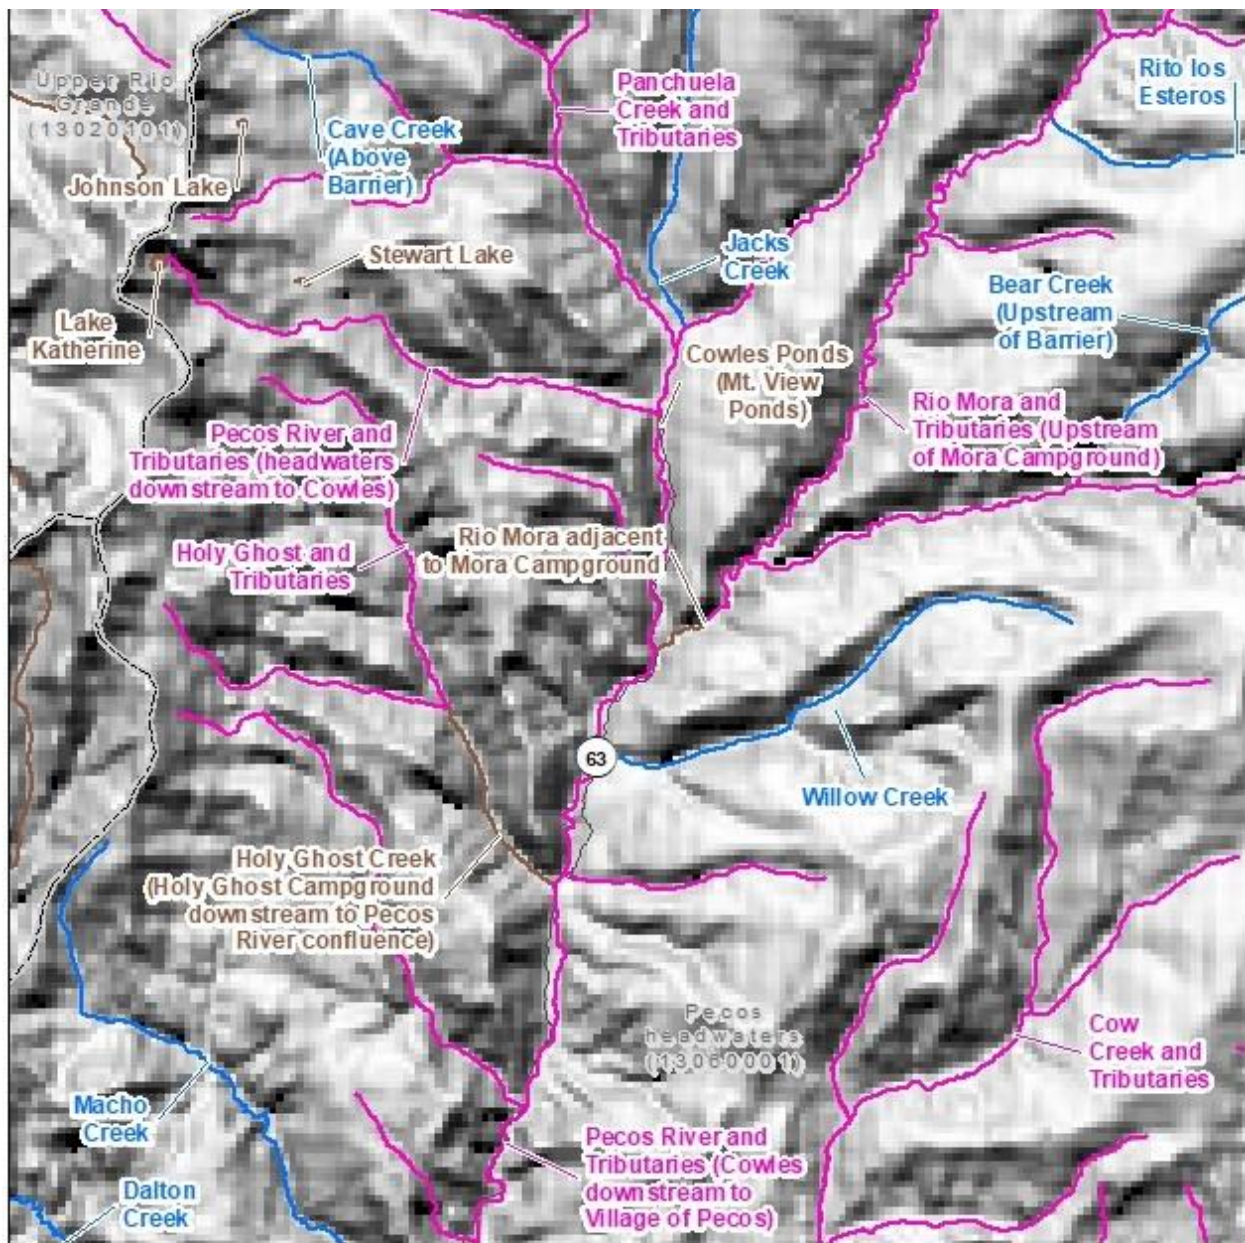 Upper Rio
Grande
(13020101)
Johnson Lake
Cave Creek
(Above
Barrier)
Panchuela
Creek and
Tributaries
Rito los
Esteros
Stewart Lake
Jacks
Creek
Bear Creek
(Upstream
of Barrier)
Lake
Katherine
Cowles Ponds
(Mt. View
Ponds)
Rio Mora and
Tributaries (Upstream
of Mora Campground)
Pecos River and
Tributaries (headwaters
downstream to Cowles)
Rio Mora adjacent
to Mora Campground
Holy Ghost and
Tributaries
63
Willow Creek
Holy Ghost Creek
(Holy Ghost Campground
downstream to Pecos
River confluence)
Pecos
headwaters
(13060001)
Cow
Creek and
Tributaries
Macho
Creek
Pecos River and
Tributaries (Cowles
downstream to
Village of Pecos)
Dalton
Creek